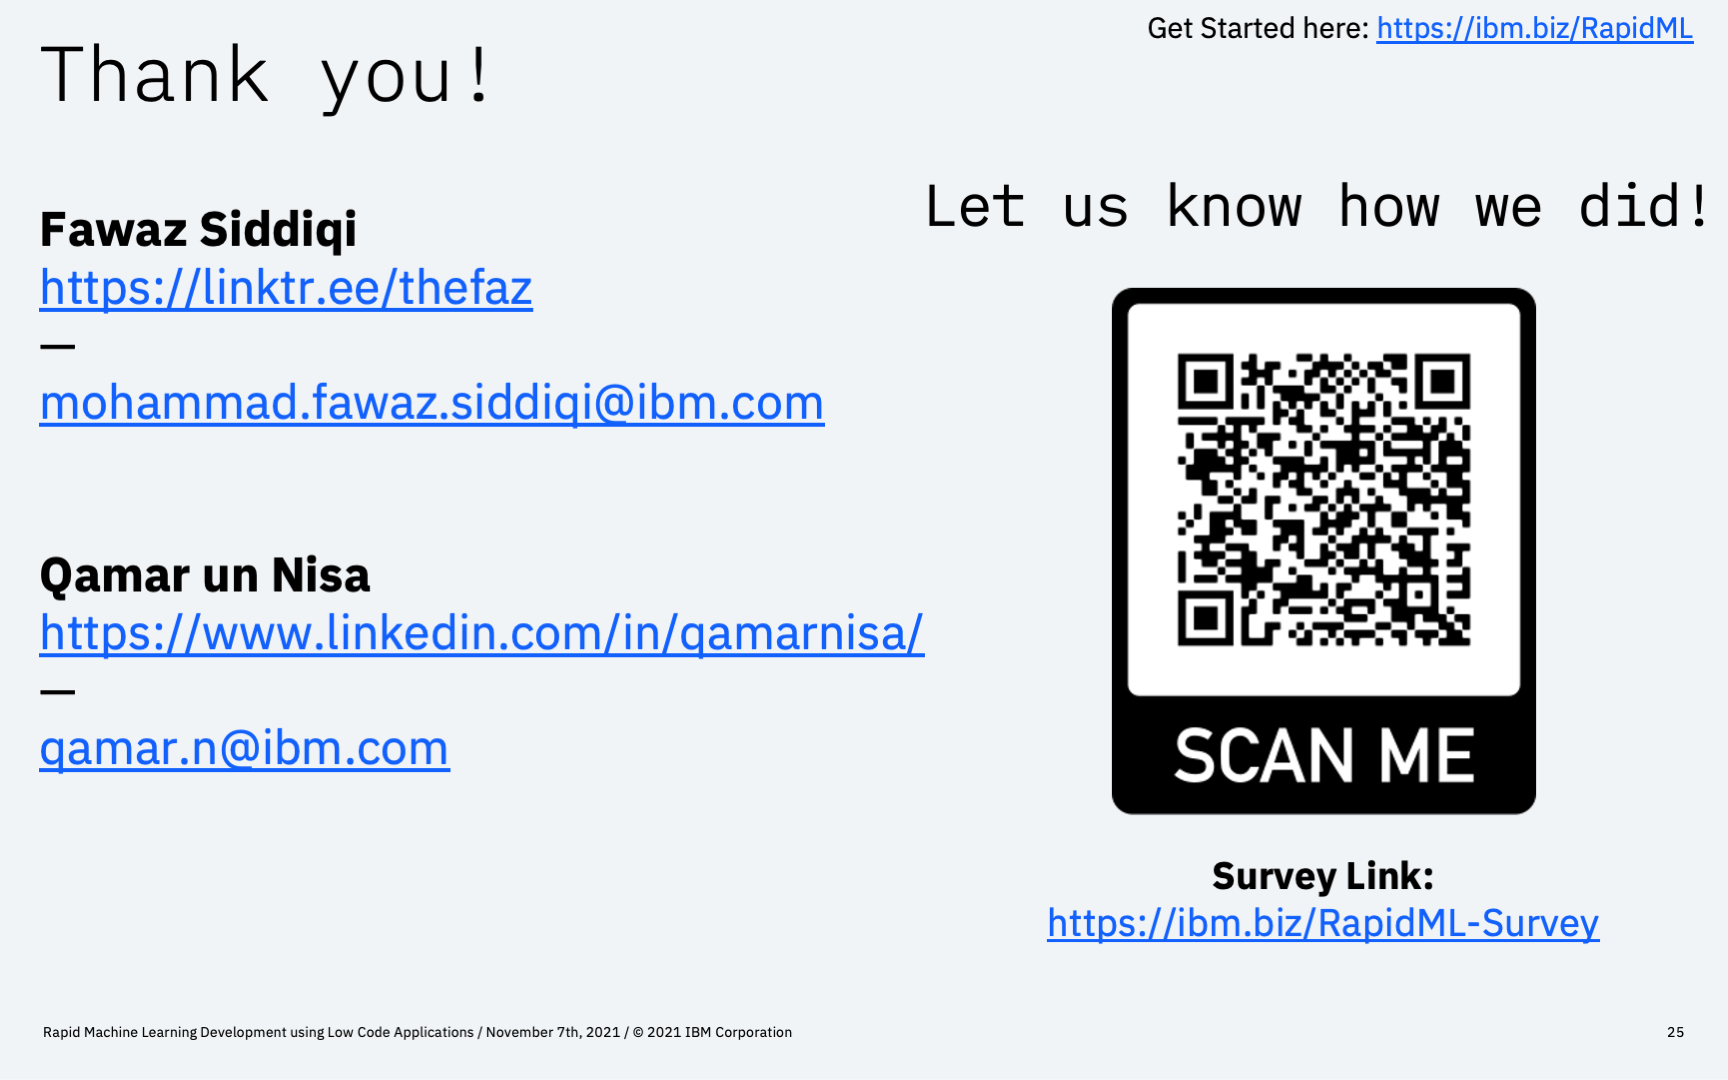 Get Started here: https://ibm.biz/RapidML
Thank you!
Fawaz Siddiqi
https://linktr.ee/thefaz
—
mohammad.fawaz.siddiqi@ibm.com
Qamar un Nisa
https://www.linkedin.com/in/qamarnisa/
—
qamar.n@ibm.com
Let us know how we did!
SCAN ME
Survey Link:
https://ibm.biz/RapidML-Survey
Rapid Machine Learning Development using Low Code Applications / November 7th, 2021 / © 2021 IBM Corporation
25